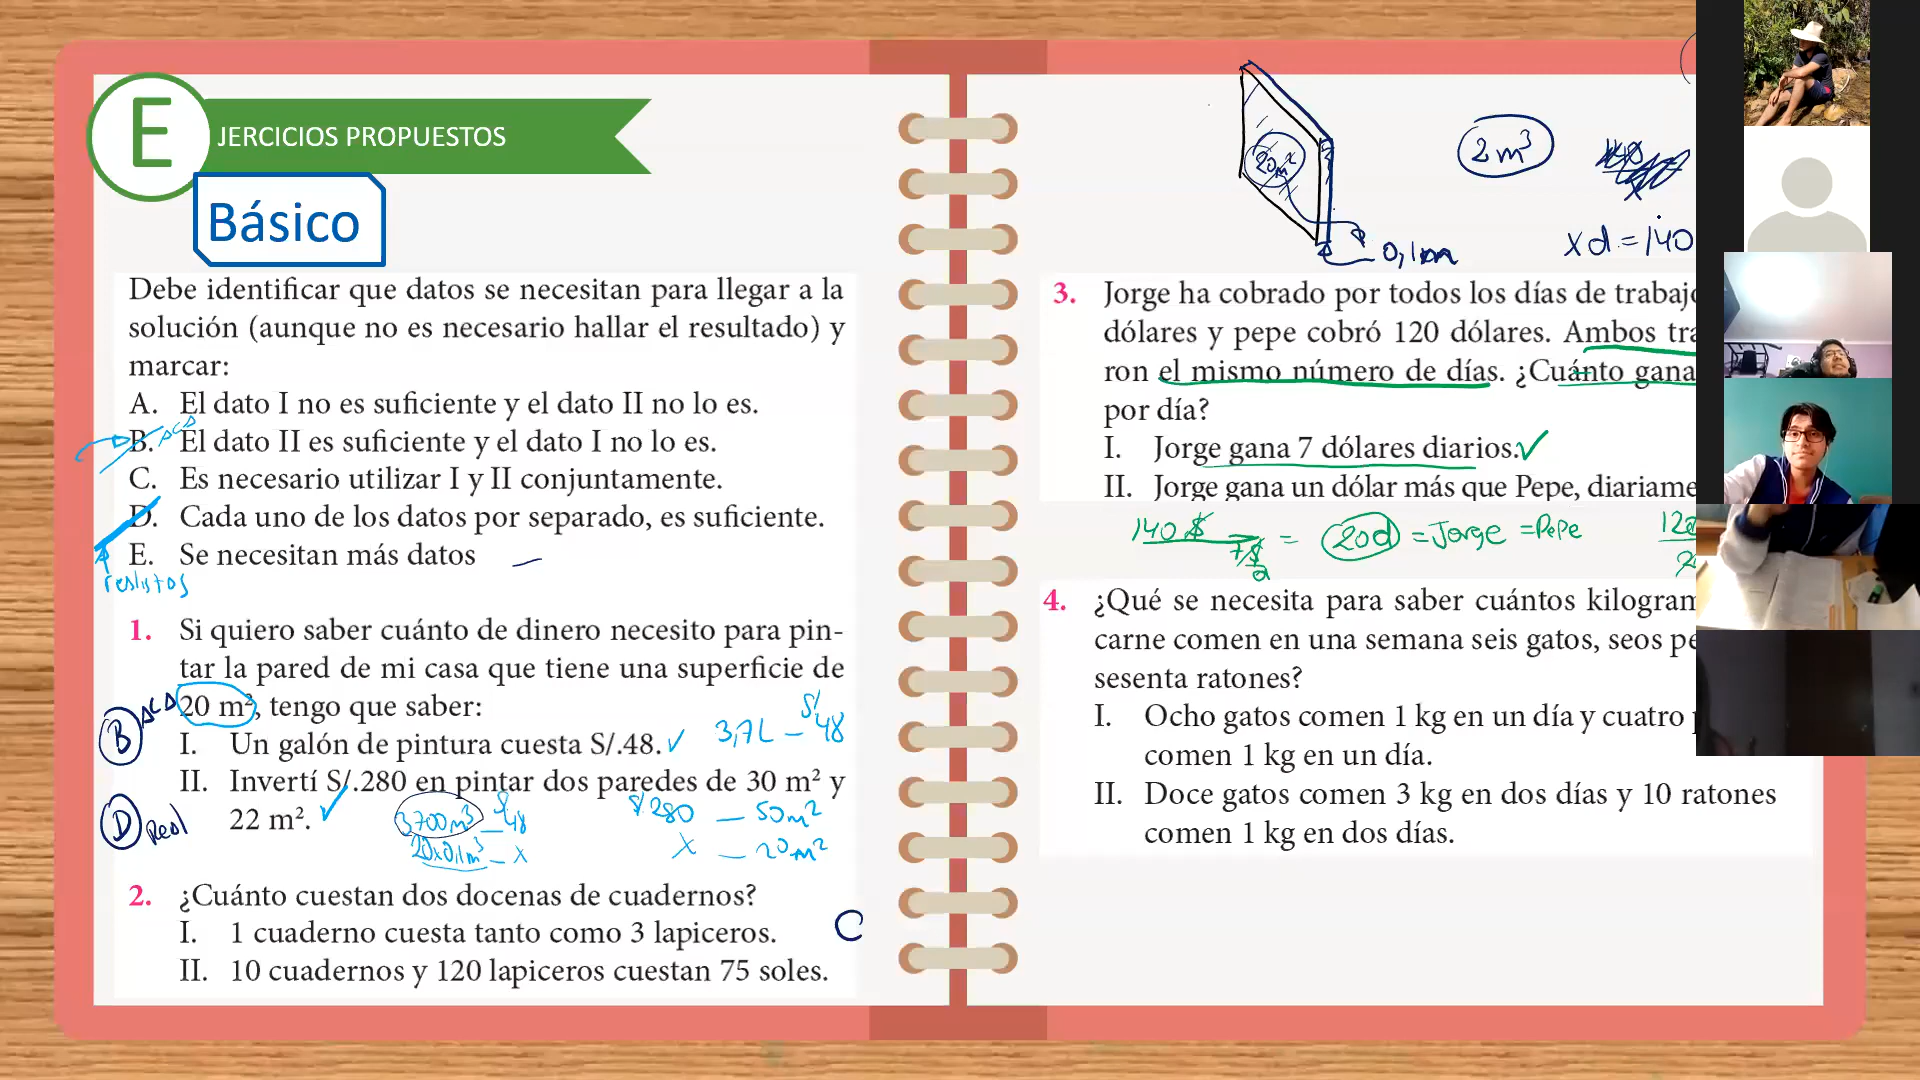 E
JERCICIOS PROPUESTOS
Básico
Debe identificar que datos se necesitan para llegar a la
solución (aunque no es necesario hallar el resultado) y
marcar:
A. El dato I no es suficiente y el dato II no lo es.
B. El dato II es suficiente y el dato I no lo es.
C. Es necesario utilizar I y II conjuntamente.
D. Cada uno de los datos por separado, es suficiente.
E. Se necesitan más datos
1. Si quiero saber cuánto de dinero necesito para pin-
tar la pared de mi casa que tiene una superficie de
20 m², tengo que saber:
I. Un galón de pintura cuesta S/.48.
3,7L – S/ 48
II. Invertí S/.280 en pintar dos paredes de 30 m² y
22 m².
B
D Real
3700m³ – S/ 48
20x0,1m³ – x
S/ 280 – 50m²
x – 20m²
2. ¿Cuánto cuestan dos docenas de cuadernos?
I. 1 cuaderno cuesta tanto como 3 lapiceros.
C
II. 10 cuadernos y 120 lapiceros cuestan 75 soles.
20m²
2m³
0,1m
xd = 140
3. Jorge ha cobrado por todos los días de trabajo
dólares y pepe cobró 120 dólares. Ambos tra
ron el mismo número de días. ¿Cuánto gana
por día?
I. Jorge gana 7 dólares diarios.
II. Jorge gana un dólar más que Pepe, diariame
140 $ / 7$/d = 20d = Jorge = Pepe
4. ¿Qué se necesita para saber cuántos kilogram
carne comen en una semana seis gatos, seos pe
sesenta ratones?
I. Ocho gatos comen 1 kg en un día y cuatro
comen 1 kg en un día.
II. Doce gatos comen 3 kg en dos días y 10 ratones
comen 1 kg en dos días.